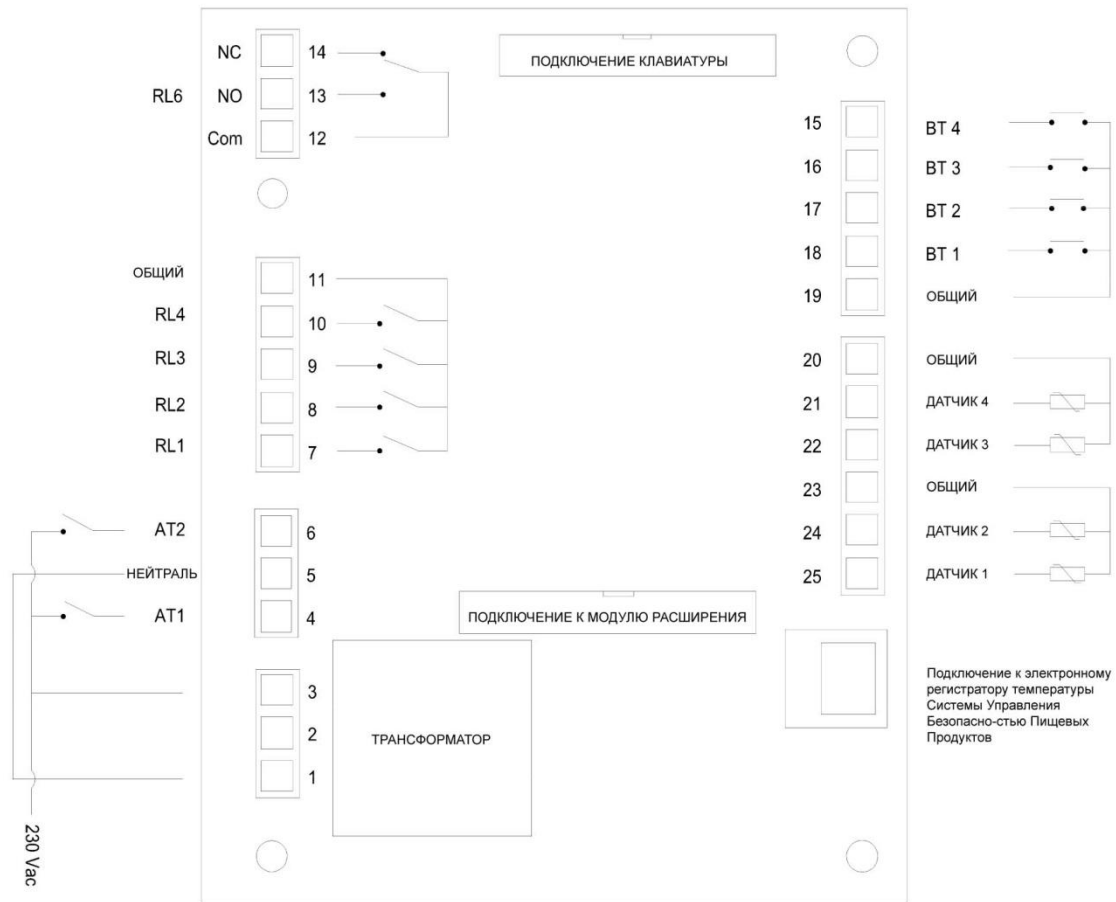 NC 14
RL6 NO 13
Com 12
ПОДКЛЮЧЕНИЕ КЛАВИАТУРЫ
ОБЩИЙ 11
RL4 10
RL3 9
RL2 8
RL1 7
AT2 6
НЕЙТРАЛЬ 5
AT1 4
3
2
1
230 Vac
ТРАНСФОРМАТОР
ПОДКЛЮЧЕНИЕ К МОДУЛЮ РАСШИРЕНИЯ
15 BT 4
16 BT 3
17 BT 2
18 BT 1
19 ОБЩИЙ
20 ОБЩИЙ
21 ДАТЧИК 4
22 ДАТЧИК 3
23 ОБЩИЙ
24 ДАТЧИК 2
25 ДАТЧИК 1
Подключение к электронному
регистратору температуры
Системы Управления
Безопасно-стью Пищевых
Продуктов